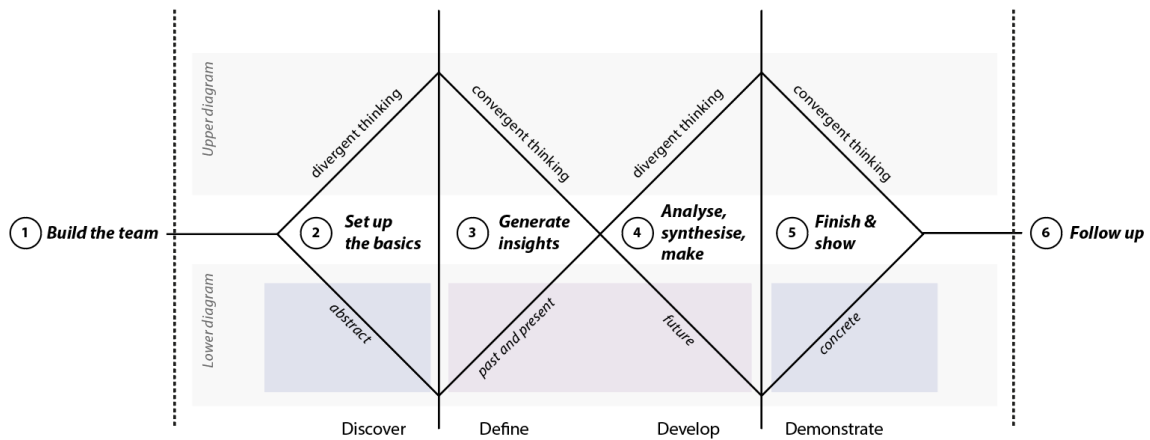 Upper diagram
divergent thinking
convergent thinking
divergent thinking
convergent thinking
1 Build the team
2 Set up
the basics
3 Generate
insights
4 Analyse,
synthesise,
make
5 Finish &
show
6 Follow up
Lower diagram
abstract
past and present
future
concrete
Discover
Define
Develop
Demonstrate